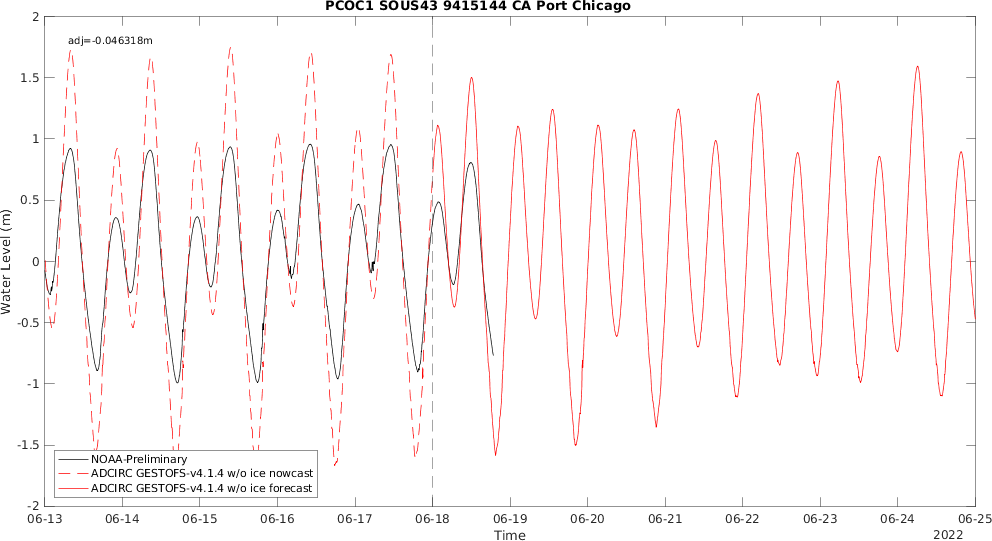 PCOC1 SOUS43 9415144 CA Port Chicago
adj=-0.046318m
2
1.5
1
0.5
0
-0.5
-1
-1.5
-2
Water Level (m)
NOAA-Preliminary
ADCIRC GESTOFS-v4.1.4 w/o ice nowcast
ADCIRC GESTOFS-v4.1.4 w/o ice forecast
06-13 06-14 06-15 06-16 06-17 06-18 06-19 06-20 06-21 06-22 06-23 06-24 06-25
Time
2022